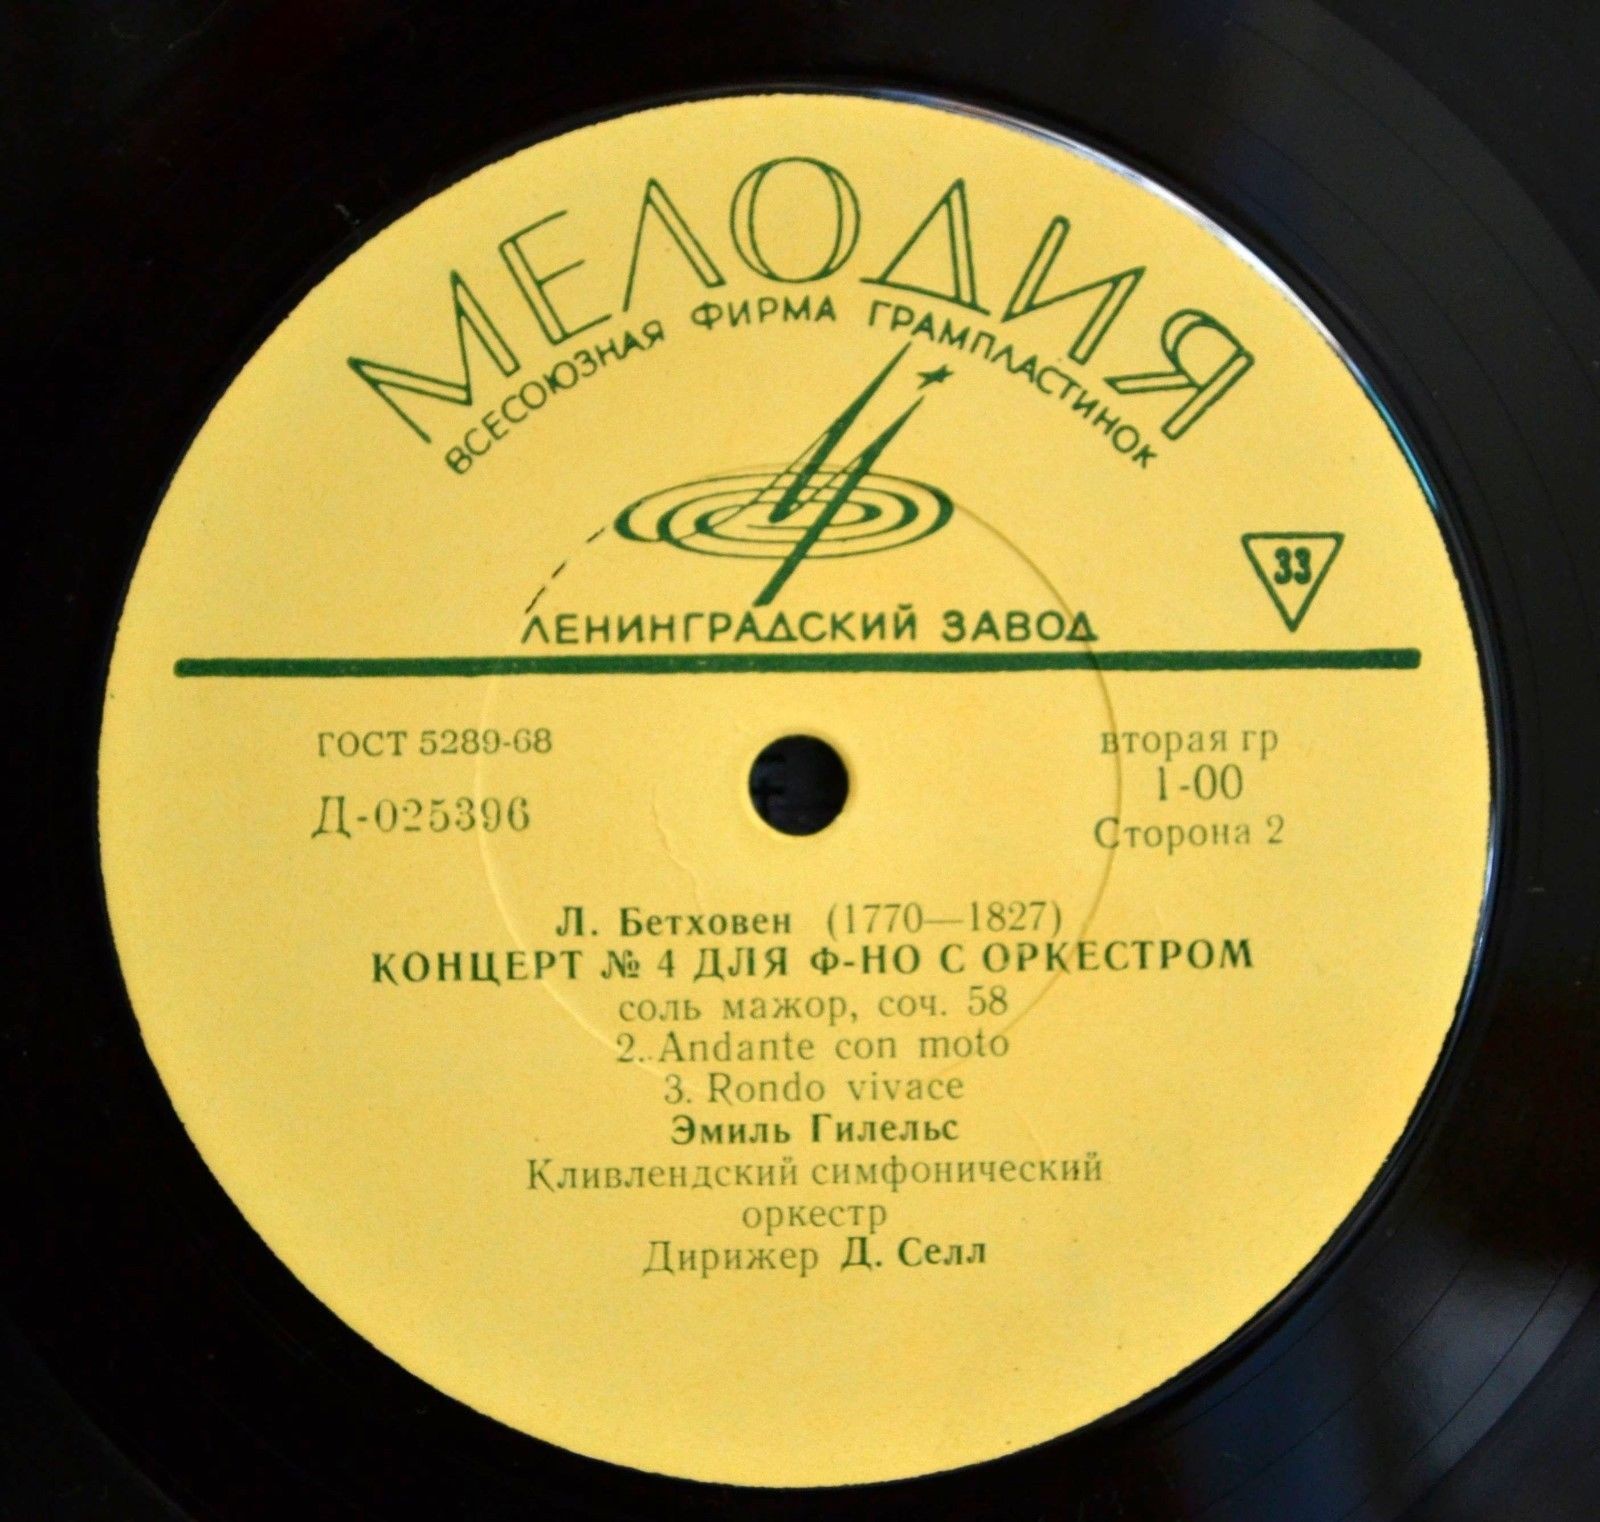 МЕЛОДИЯ
ВСЕСОЮЗНАЯ ФИРМА ГРАМПЛАСТИНОК
33
ЛЕНИНГРАДСКИЙ ЗАВОД
ГОСТ 5289-68
вторая гр
Д-025396
1-00
Сторона 2
Л. Бетховен (1770—1827)
КОНЦЕРТ № 4 ДЛЯ Ф-НО С ОРКЕСТРОМ
соль мажор, соч. 58
2. Andante con moto
3. Rondo vivace
Эмиль Гилельс
Кливлендский симфонический
оркестр
Дирижер Д. Селл